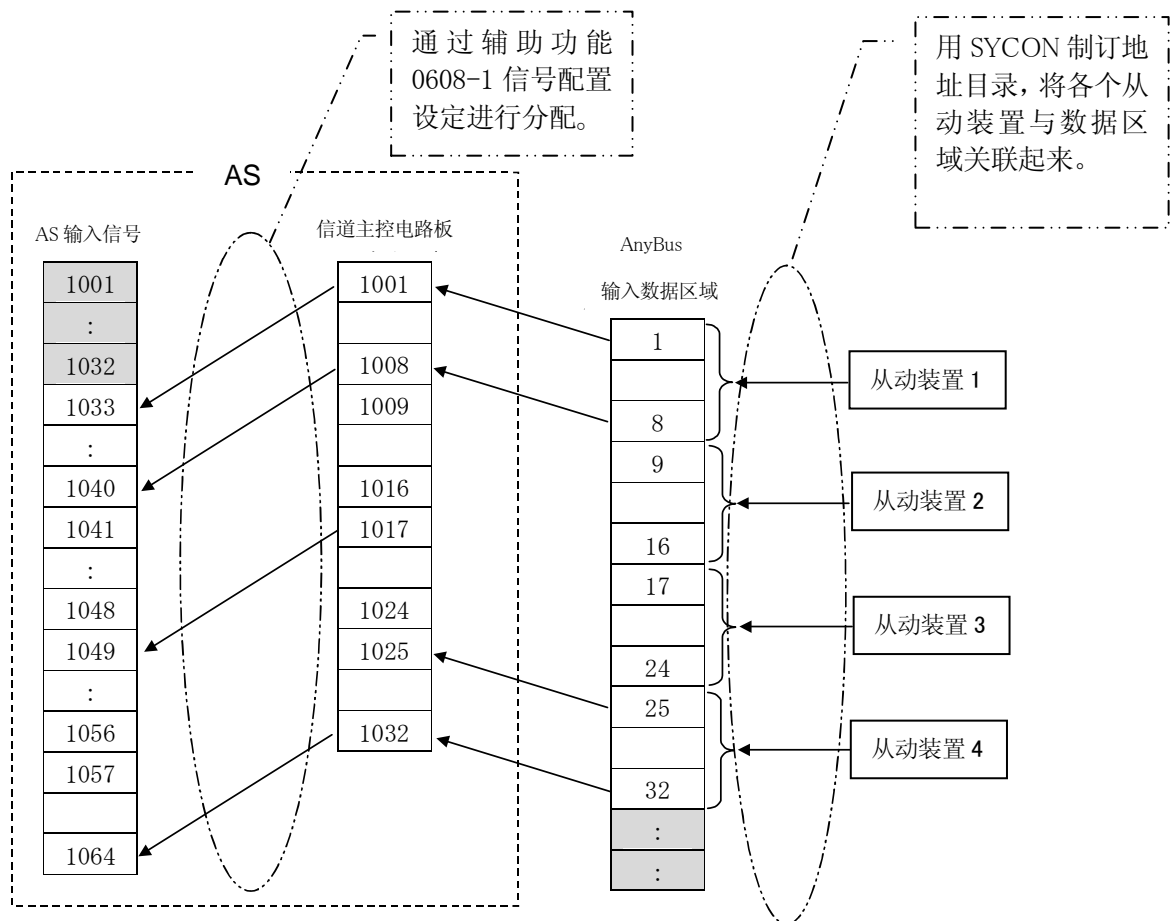 通过辅助功能
0608-1 信号配置
设定进行分配。
用 SYCON 制订地
址目录，将各个从
动装置与数据区
域关联起来。
AS
AS 输入信号
1001
:
1032
1033
:
1040
1041
:
1048
1049
:
1056
1057
1064
信道主控电路板
1001
1008
1009
1016
1017
1024
1025
1032
AnyBus
输入数据区域
1
8
9
16
17
24
25
32
:
:
从动装置 1
从动装置 2
从动装置 3
从动装置 4